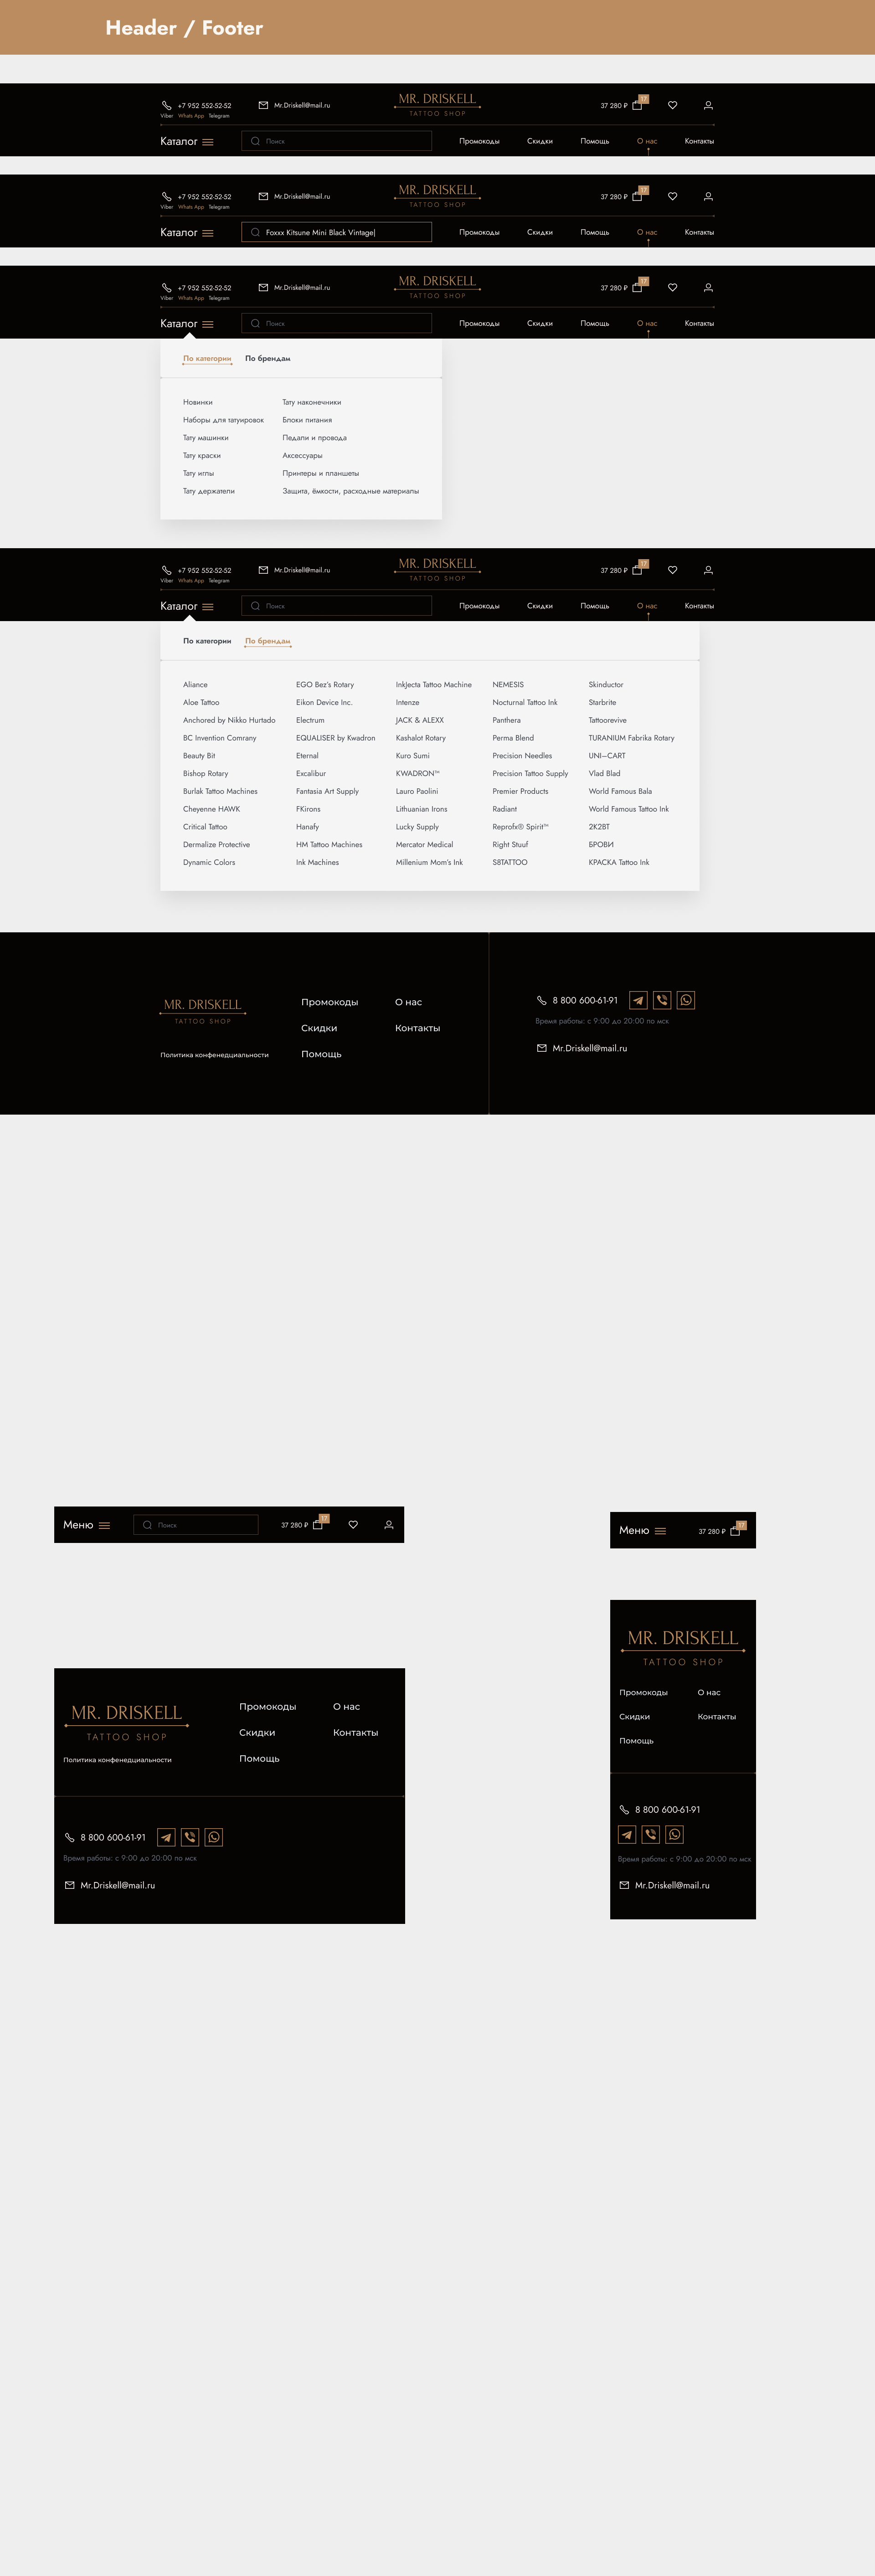 Header / Footer
+7 952 552-52-52 Mr.Driskell@mail.ru MR. DRISKELL 37 280 ₽ 17
Viber Whats App Telegram TATTOO SHOP
Каталог Поиск Промокоды Скидки Помощь О нас Контакты
+7 952 552-52-52 Mr.Driskell@mail.ru MR. DRISKELL 37 280 ₽ 17
Viber Whats App Telegram TATTOO SHOP
Каталог Foxxx Kitsune Mini Black Vintage| Промокоды Скидки Помощь О нас Контакты
+7 952 552-52-52 Mr.Driskell@mail.ru MR. DRISKELL 37 280 ₽ 17
Viber Whats App Telegram TATTOO SHOP
Каталог Поиск Промокоды Скидки Помощь О нас Контакты
По категории По брендам
Новинки Тату наконечники
Наборы для татуировок Блоки питания
Тату машинки Педали и провода
Тату краски Аксессуары
Тату иглы Принтеры и планшеты
Тату держатели Защита, ёмкости, расходные материалы
+7 952 552-52-52 Mr.Driskell@mail.ru MR. DRISKELL 37 280 ₽ 17
Viber Whats App Telegram TATTOO SHOP
Каталог Поиск Промокоды Скидки Помощь О нас Контакты
По категории По брендам
Aliance EGO Bez's Rotary InkJecta Tattoo Machine NEMESIS Skinductor
Aloe Tattoo Eikon Device Inc. Intenze Nocturnal Tattoo Ink Starbrite
Anchored by Nikko Hurtado Electrum JACK & ALEXX Panthera Tattoorevive
BC Invention Comrany EQUALISER by Kwadron Kashalot Rotary Perma Blend TURANIUM Fabrika Rotary
Beauty Bit Eternal Kuro Sumi Precision Needles UNI–CART
Bishop Rotary Excalibur KWADRON™ Precision Tattoo Supply Vlad Blad
Burlak Tattoo Machines Fantasia Art Supply Lauro Paolini Premier Products World Famous Bala
Cheyenne HAWK FKirons Lithuanian Irons Radiant World Famous Tattoo Ink
Critical Tattoo Hanafy Lucky Supply Reprofx® Spirit™ 2K2BT
Dermalize Protective HM Tattoo Machines Mercator Medical Right Stuuf БРОВИ
Dynamic Colors Ink Machines Millenium Mom's Ink S8TATTOO КРАСКА Tattoo Ink
MR. DRISKELL Промокоды О нас 8 800 600-61-91
TATTOO SHOP Скидки Контакты Время работы: с 9:00 до 20:00 по мск
Политика конфенедциальности Помощь Mr.Driskell@mail.ru
Меню Поиск 37 280 ₽ 17
Меню 37 280 ₽ 17
MR. DRISKELL
TATTOO SHOP
Политика конфенедциальности
Промокоды О нас
Скидки Контакты
Помощь
8 800 600-61-91
Время работы: с 9:00 до 20:00 по мск
Mr.Driskell@mail.ru
MR. DRISKELL
TATTOO SHOP
Промокоды О нас
Скидки Контакты
Помощь
8 800 600-61-91
Время работы: с 9:00 до 20:00 по мск
Mr.Driskell@mail.ru